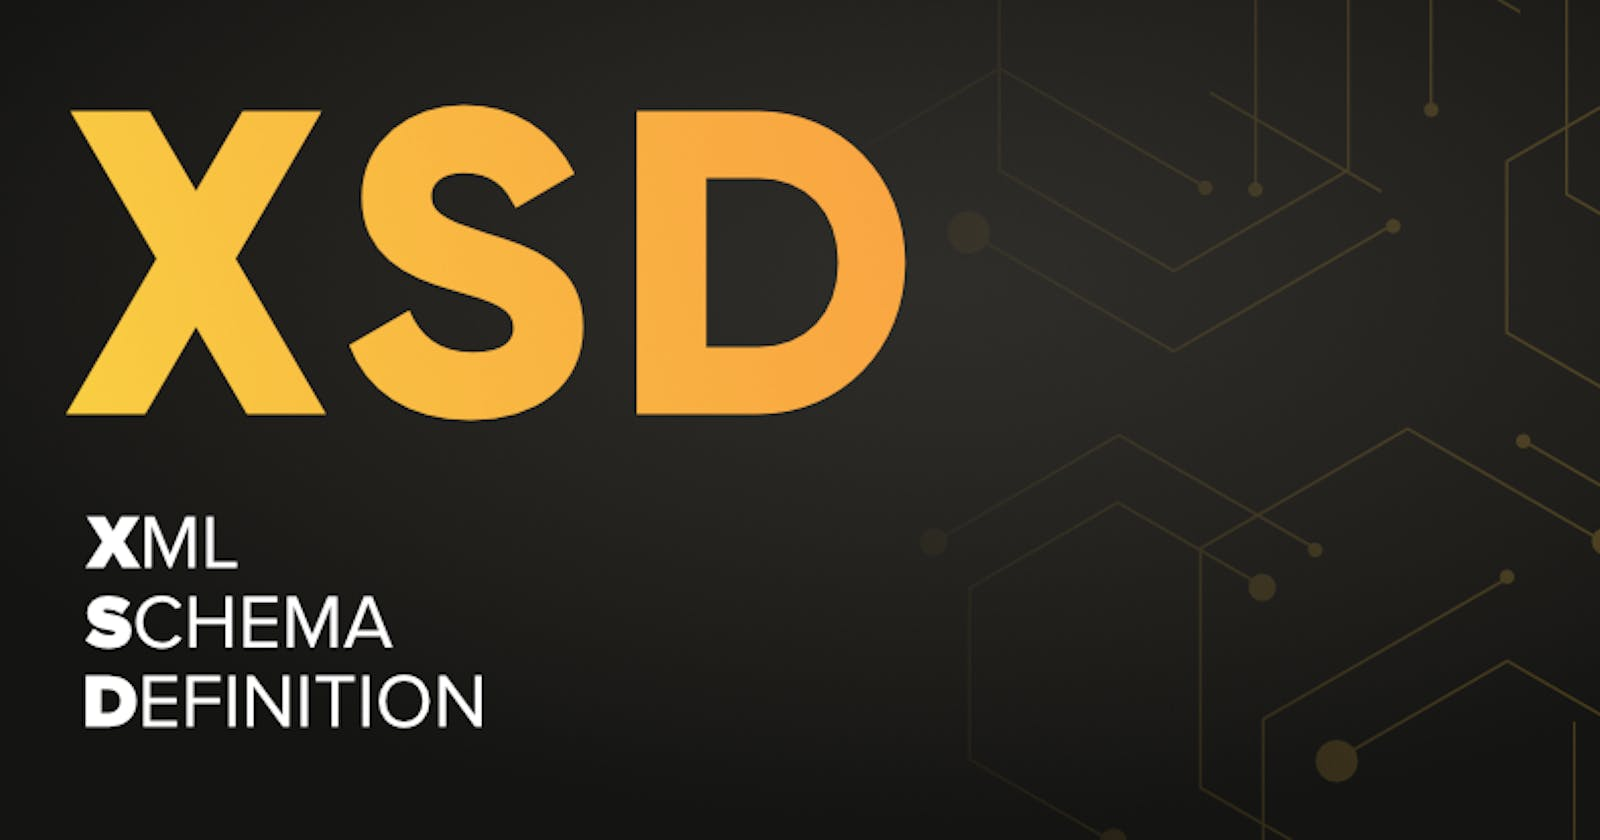 XSD
XML
SCHEMA
DEFINITION